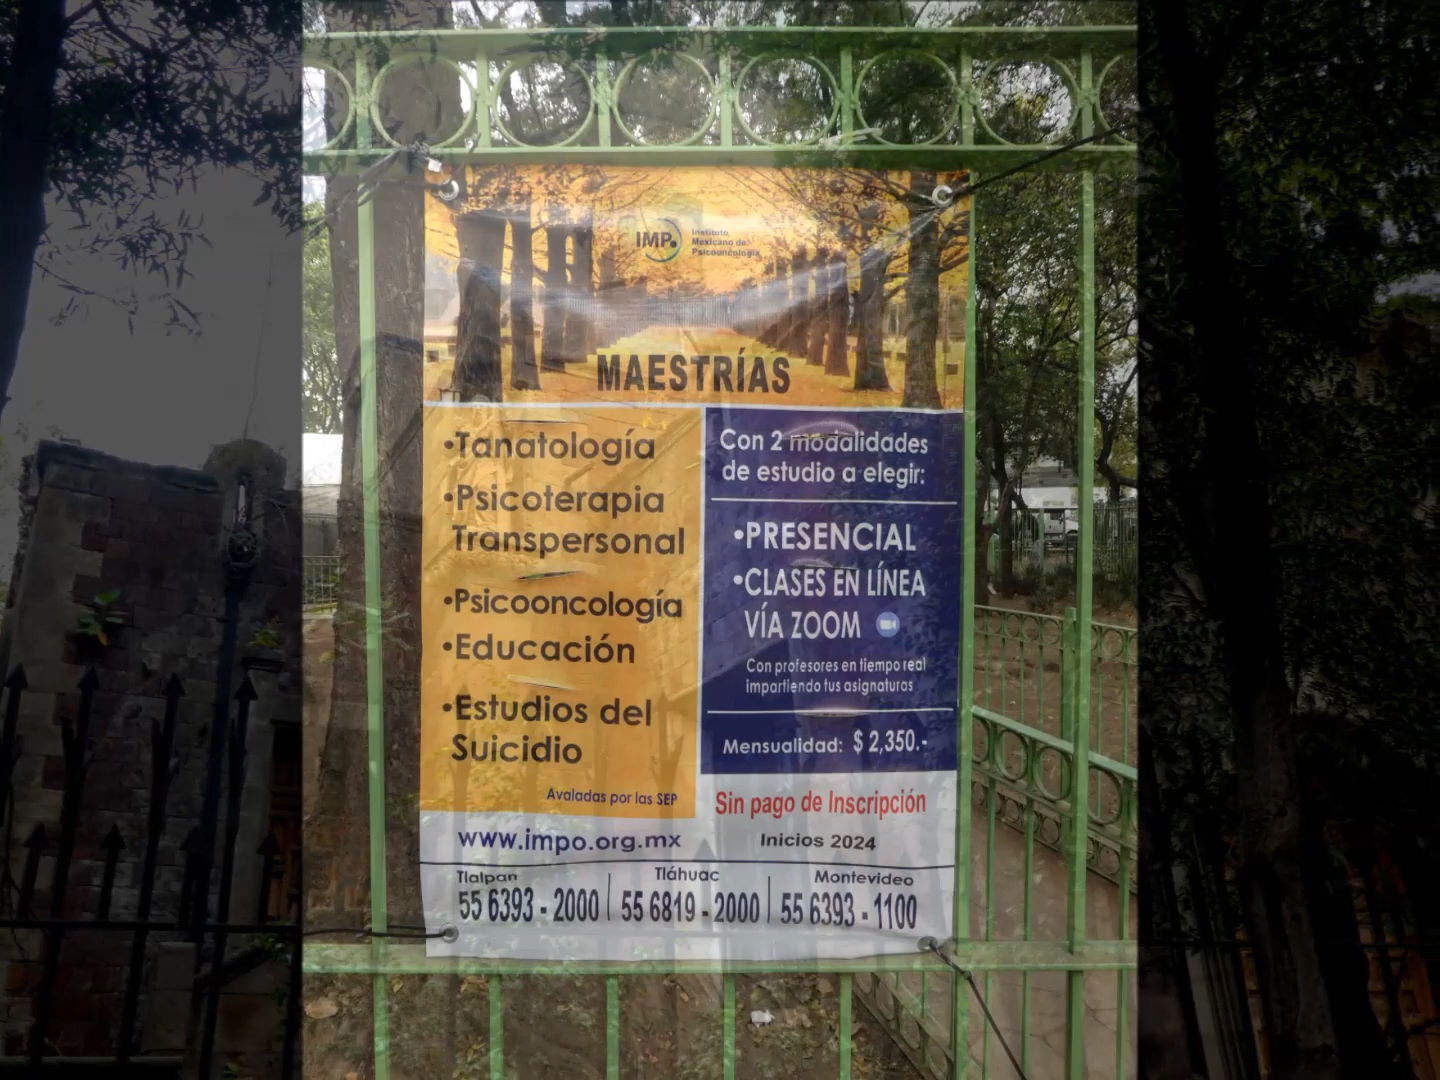 IMP.
Instituto
Mexicano de
Psicooncología
MAESTRÍAS
•Tanatología
•Psicoterapia
Transpersonal
•Psicooncología
•Educación
•Estudios del
Suicidio
Avaladas por las SEP
Con 2 modalidades
de estudio a elegir:
•PRESENCIAL
•CLASES EN LÍNEA
VÍA ZOOM
Con profesores en tiempo real
impartiendo tus asignaturas
Mensualidad: $ 2,350.-
Sin pago de Inscripción
www.impo.org.mx
Inicios 2024
Tlalpan
55 6393 - 2000
Tláhuac
55 6819 - 2000
Montevideo
55 6393 - 1100